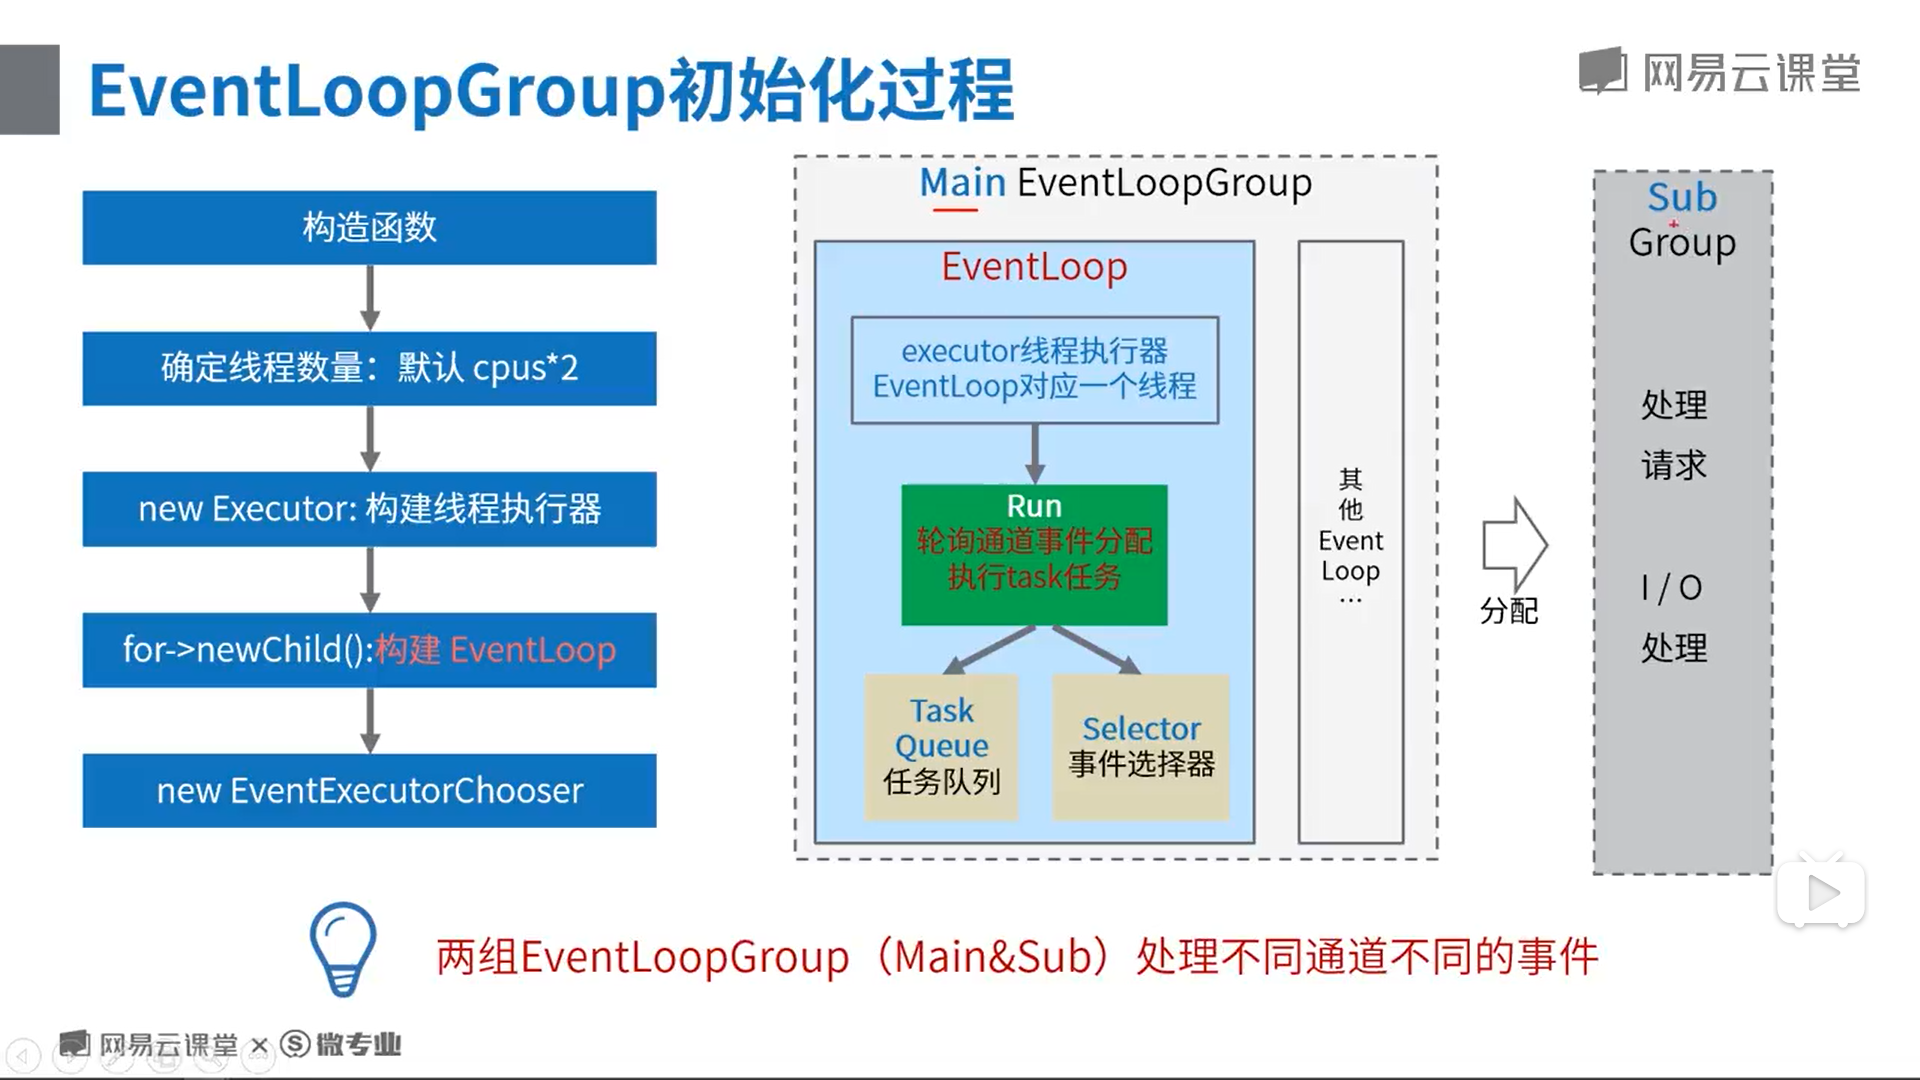 EventLoopGroup初始化过程
网易云课堂
构造函数
确定线程数量：默认 cpus*2
new Executor: 构建线程执行器
for->newChild():构建 EventLoop
new EventExecutorChooser
Main EventLoopGroup
EventLoop
executor线程执行器
EventLoop对应一个线程
Run
轮询通道事件分配
执行task任务
Task
Queue
任务队列
Selector
事件选择器
其
他
Event
Loop
...
分配
Sub
Group
处理
请求
I / O
处理
两组EventLoopGroup（Main&Sub）处理不同通道不同的事件
网易云课堂 × Ⓢ微专业